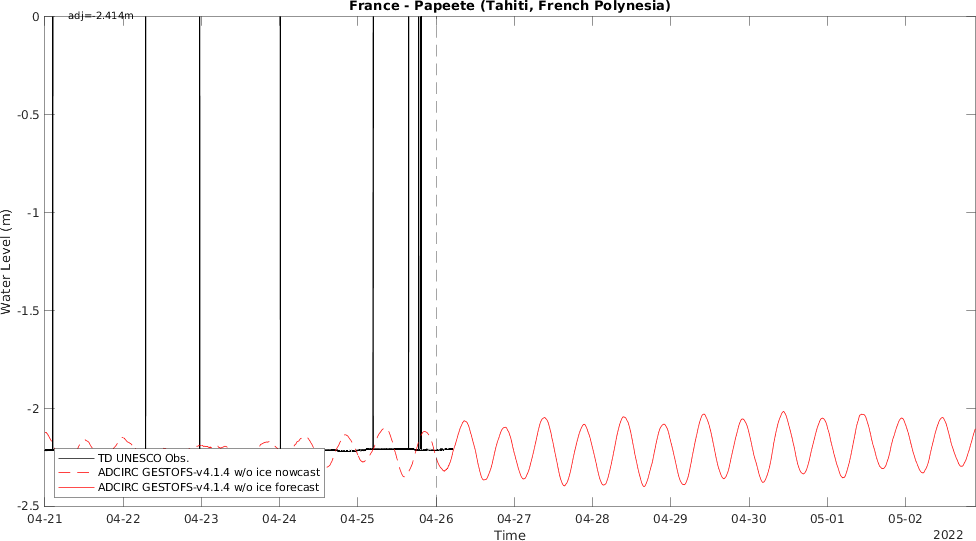 France - Papeete (Tahiti, French Polynesia)
adj=-2.414m
0
-0.5
-1
-1.5
-2
-2.5
Water Level (m)
TD UNESCO Obs.
ADCIRC GESTOFS-v4.1.4 w/o ice nowcast
ADCIRC GESTOFS-v4.1.4 w/o ice forecast
04-21 04-22 04-23 04-24 04-25 04-26 04-27 04-28 04-29 04-30 05-01 05-02
Time
2022